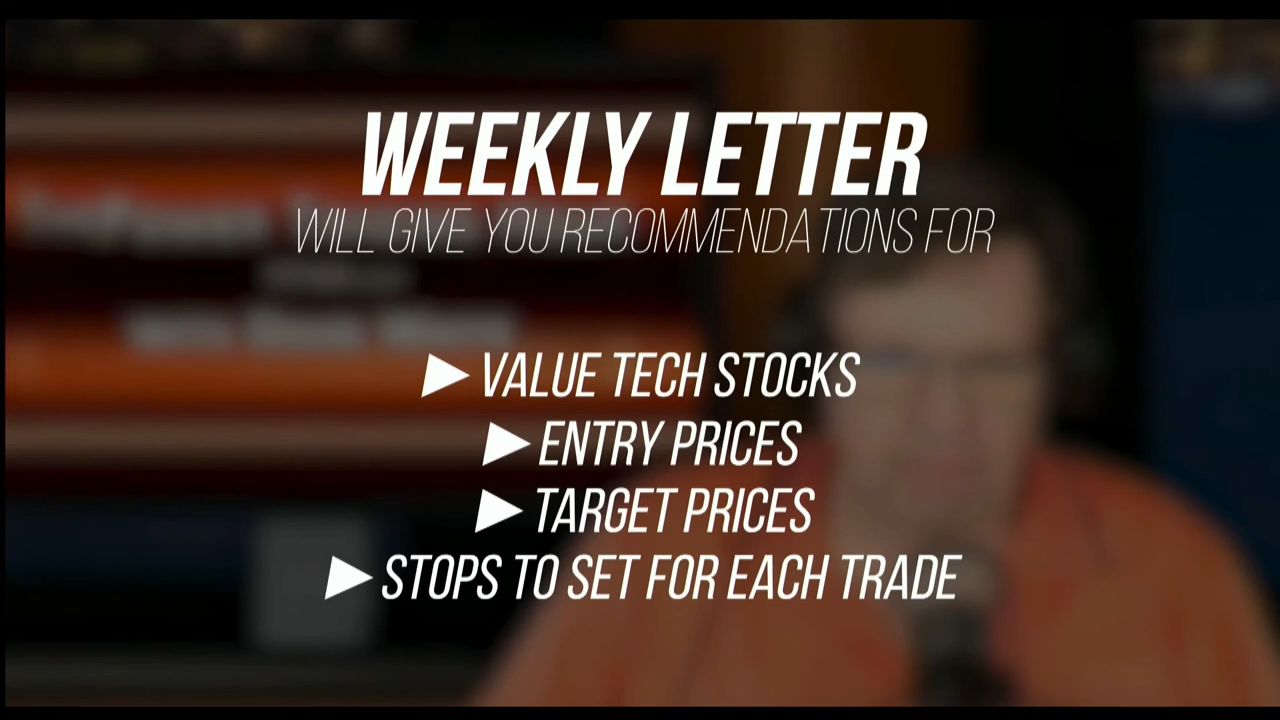 WEEKLY LETTER
WILL GIVE YOU RECOMMENDATIONS FOR
▶ VALUE TECH STOCKS
▶ ENTRY PRICES
▶ TARGET PRICES
▶ STOPS TO SET FOR EACH TRADE